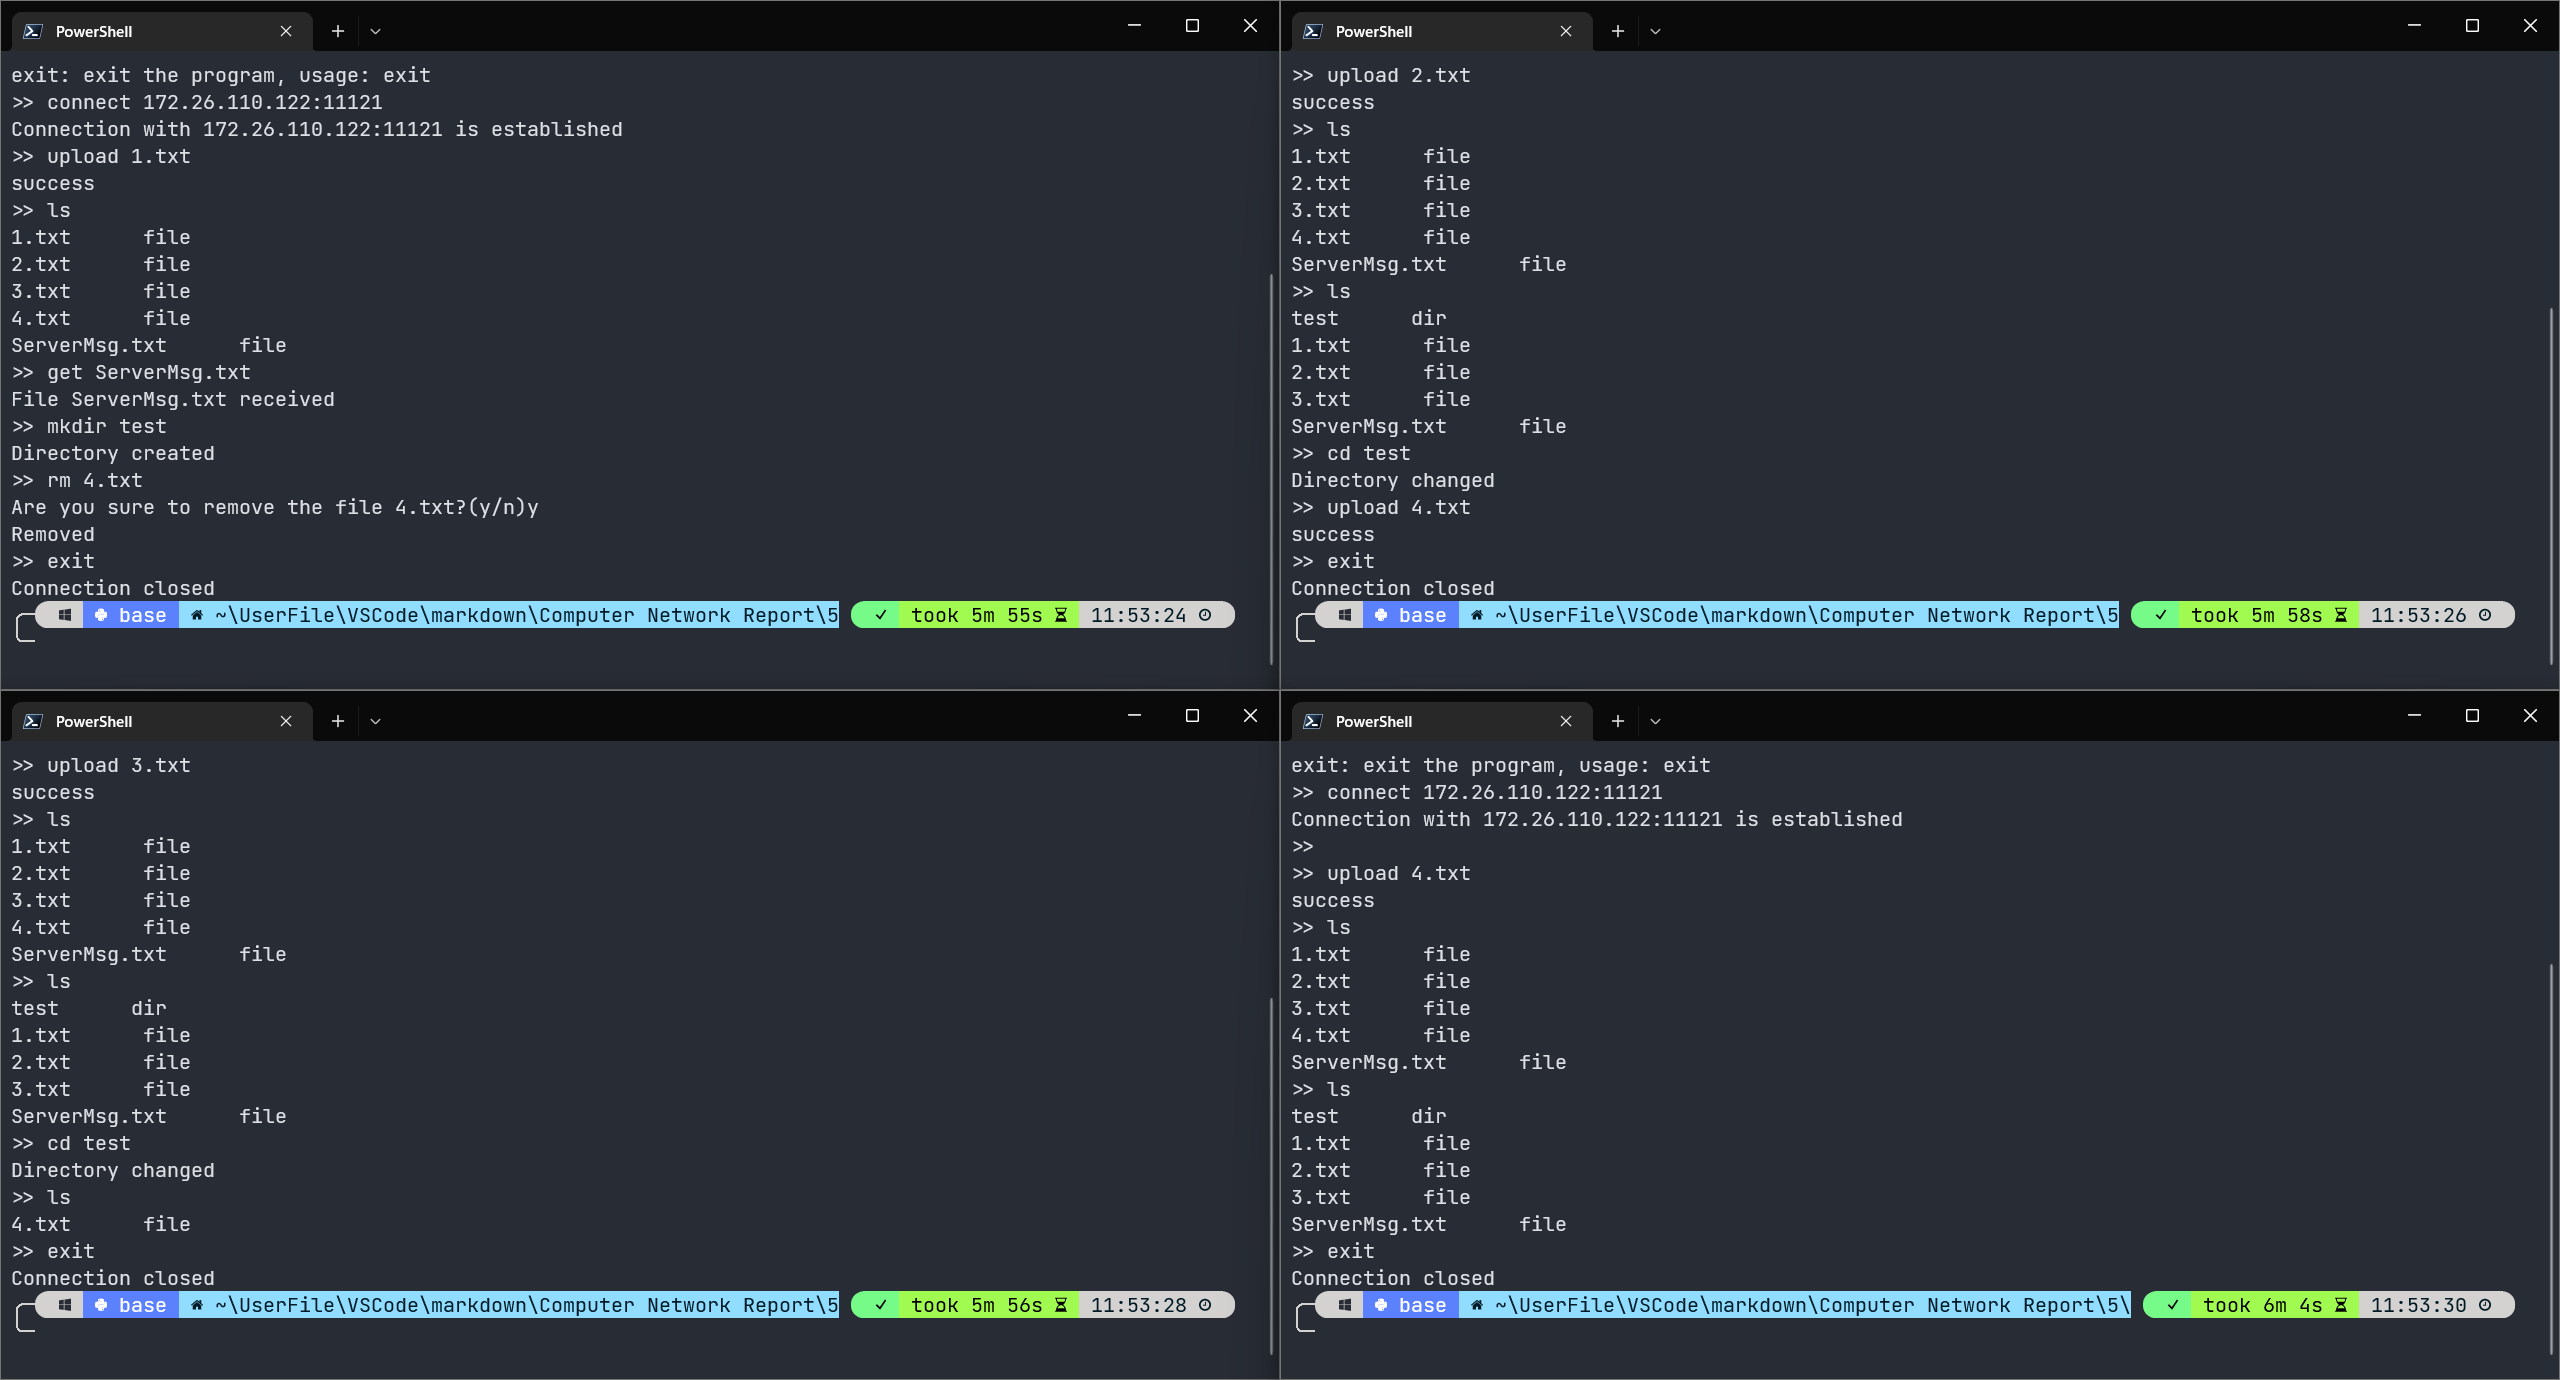 PowerShell
exit: exit the program, usage: exit
>> connect 172.26.110.122:11121
Connection with 172.26.110.122:11121 is established
>> upload 1.txt
success
>> ls
1.txt      file
2.txt      file
3.txt      file
4.txt      file
ServerMsg.txt      file
>> get ServerMsg.txt
File ServerMsg.txt received
>> mkdir test
Directory created
>> rm 4.txt
Are you sure to remove the file 4.txt?(y/n)y
Removed
>> exit
Connection closed
base ~\UserFile\VSCode\markdown\Computer Network Report\5 ✓ took 5m 55s 11:53:24
PowerShell
>> upload 2.txt
success
>> ls
1.txt      file
2.txt      file
3.txt      file
4.txt      file
ServerMsg.txt      file
>> ls
test      dir
1.txt      file
2.txt      file
3.txt      file
ServerMsg.txt      file
>> cd test
Directory changed
>> upload 4.txt
success
>> exit
Connection closed
base ~\UserFile\VSCode\markdown\Computer Network Report\5 ✓ took 5m 58s 11:53:26
PowerShell
>> upload 3.txt
success
>> ls
1.txt      file
2.txt      file
3.txt      file
4.txt      file
ServerMsg.txt      file
>> ls
test      dir
1.txt      file
2.txt      file
3.txt      file
ServerMsg.txt      file
>> cd test
Directory changed
>> ls
4.txt      file
>> exit
Connection closed
base ~\UserFile\VSCode\markdown\Computer Network Report\5 ✓ took 5m 56s 11:53:28
PowerShell
exit: exit the program, usage: exit
>> connect 172.26.110.122:11121
Connection with 172.26.110.122:11121 is established
>>
>> upload 4.txt
success
>> ls
1.txt      file
2.txt      file
3.txt      file
4.txt      file
ServerMsg.txt      file
>> ls
test      dir
1.txt      file
2.txt      file
3.txt      file
ServerMsg.txt      file
>> exit
Connection closed
base ~\UserFile\VSCode\markdown\Computer Network Report\5\ ✓ took 6m 4s 11:53:30